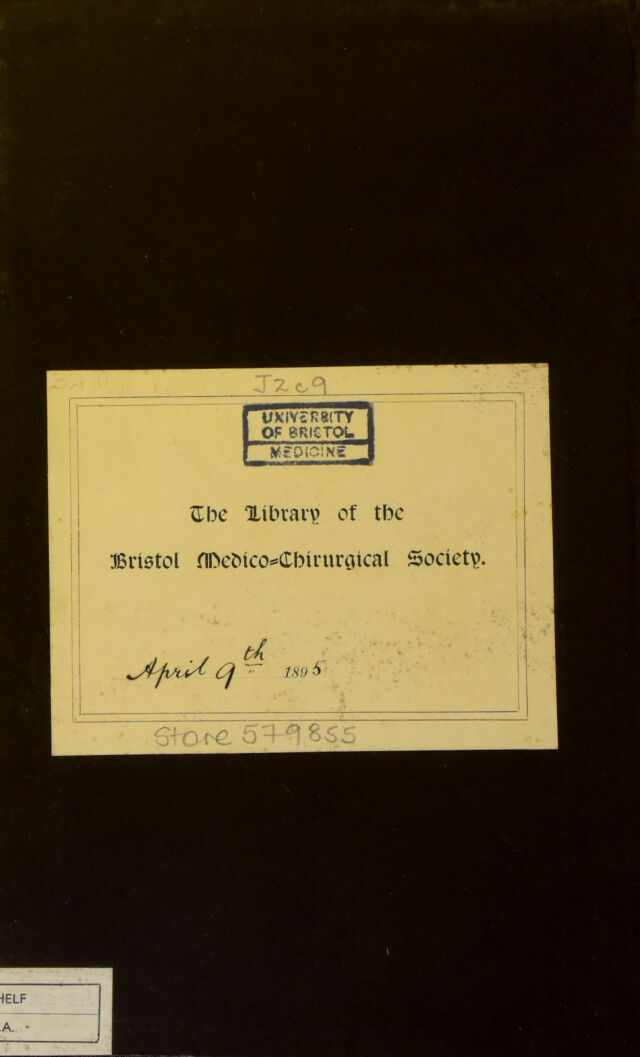 J2c9
UNIVERSITY
OF BRISTOL
MEDICINE
The Library of the
Bristol Medico=Chirurgical Society.
April 9th 1895
Store 579855
HELF
.A.